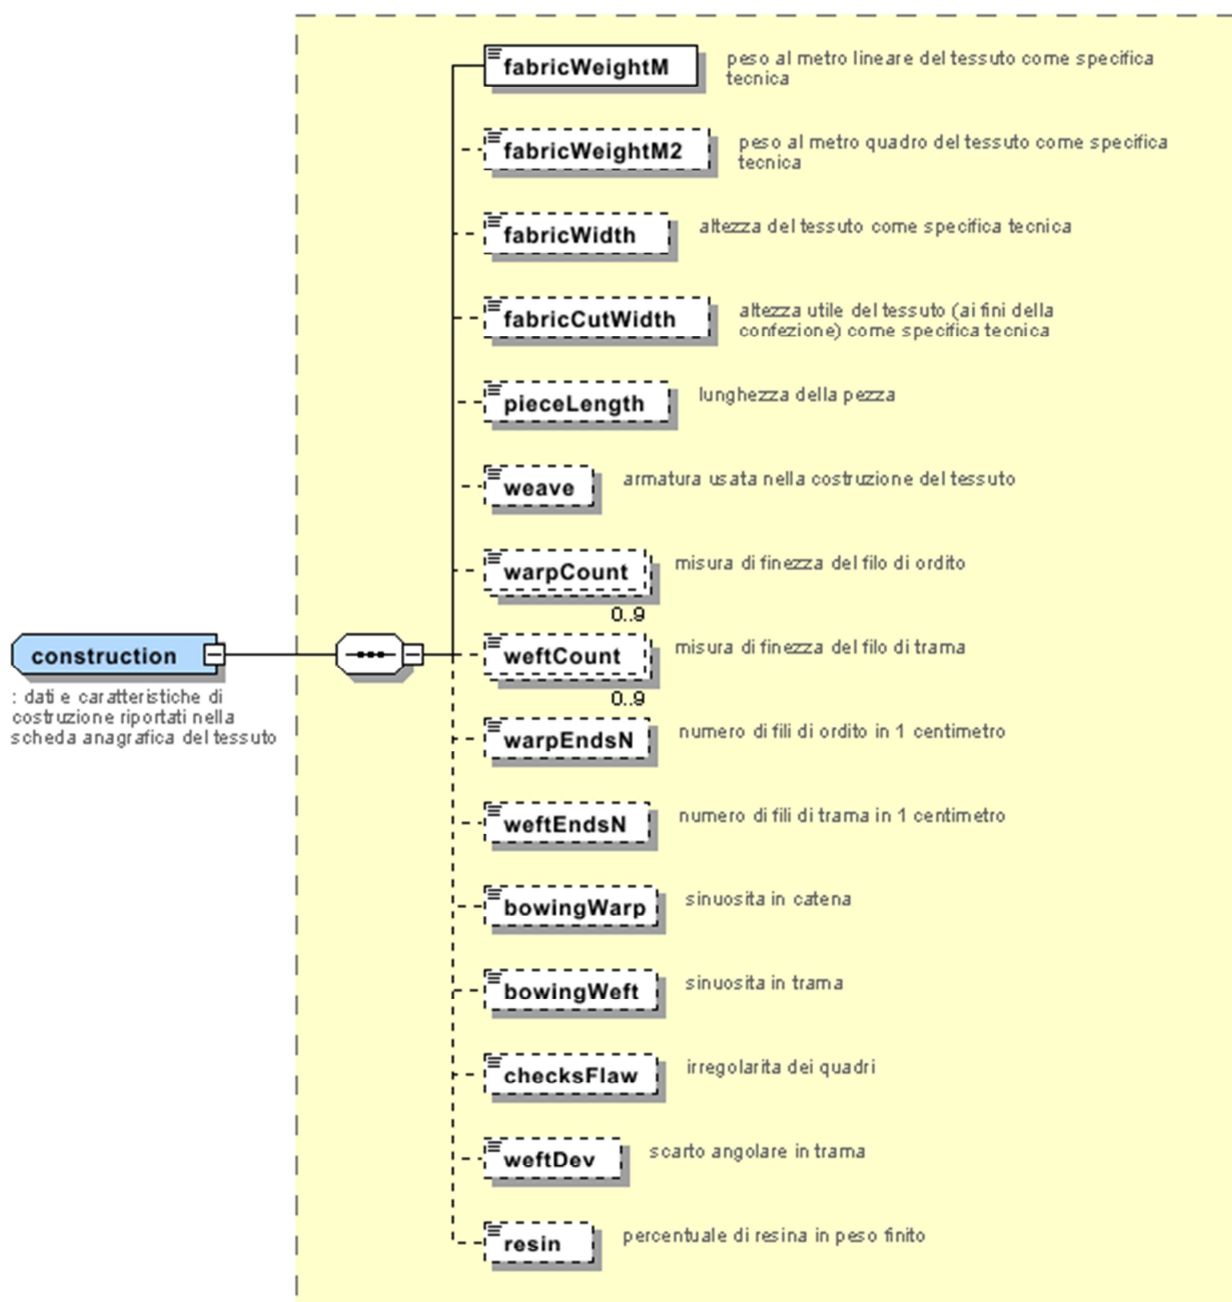 fabricWeightM
peso al metro lineare del tessuto come specifica
tecnica
fabricWeightM2
peso al metro quadro del tessuto come specifica
tecnica
fabricWidth
altezza del tessuto come specifica tecnica
fabricCutWidth
altezza utile del tessuto (ai fini della
confezione) come specifica tecnica
pieceLength
lunghezza della pezza
weave
armatura usata nella costruzione del tessuto
warpCount
misura di finezza del filo di ordito
0..9
construction
: dati e caratteristiche di
costruzione riportati nella
scheda anagrafica del tessuto
weftCount
misura di finezza del filo di trama
0..9
warpEndsN
numero di fili di ordito in 1 centimetro
weftEndsN
numero di fili di trama in 1 centimetro
bowingWarp
sinuosita in catena
bowingWeft
sinuosita in trama
checksFlaw
irregolarita dei quadri
weftDev
scarto angolare in trama
resin
percentuale di resina in peso finito